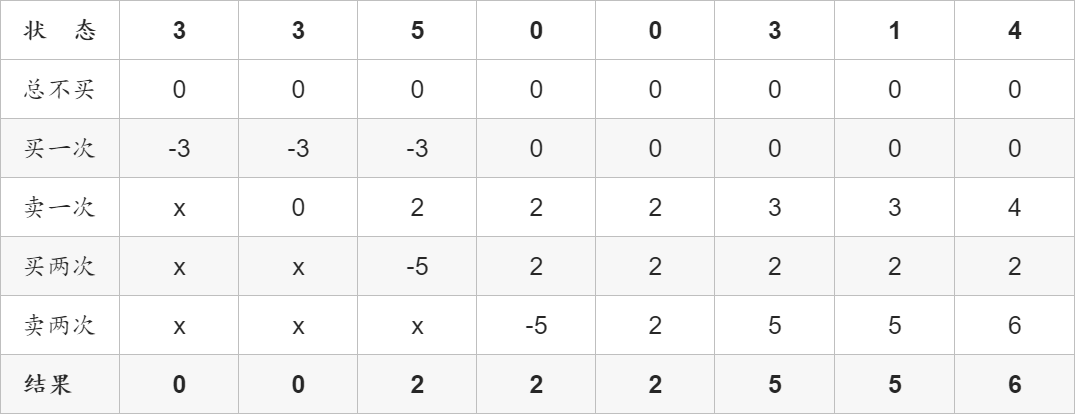 状 态 3 3 5 0 0 3 1 4
总不买 0 0 0 0 0 0 0 0
买一次 -3 -3 -3 0 0 0 0 0
卖一次 x 0 2 2 2 3 3 4
买两次 x x -5 2 2 2 2 2
卖两次 x x x -5 2 5 5 6
结果 0 0 2 2 2 5 5 6